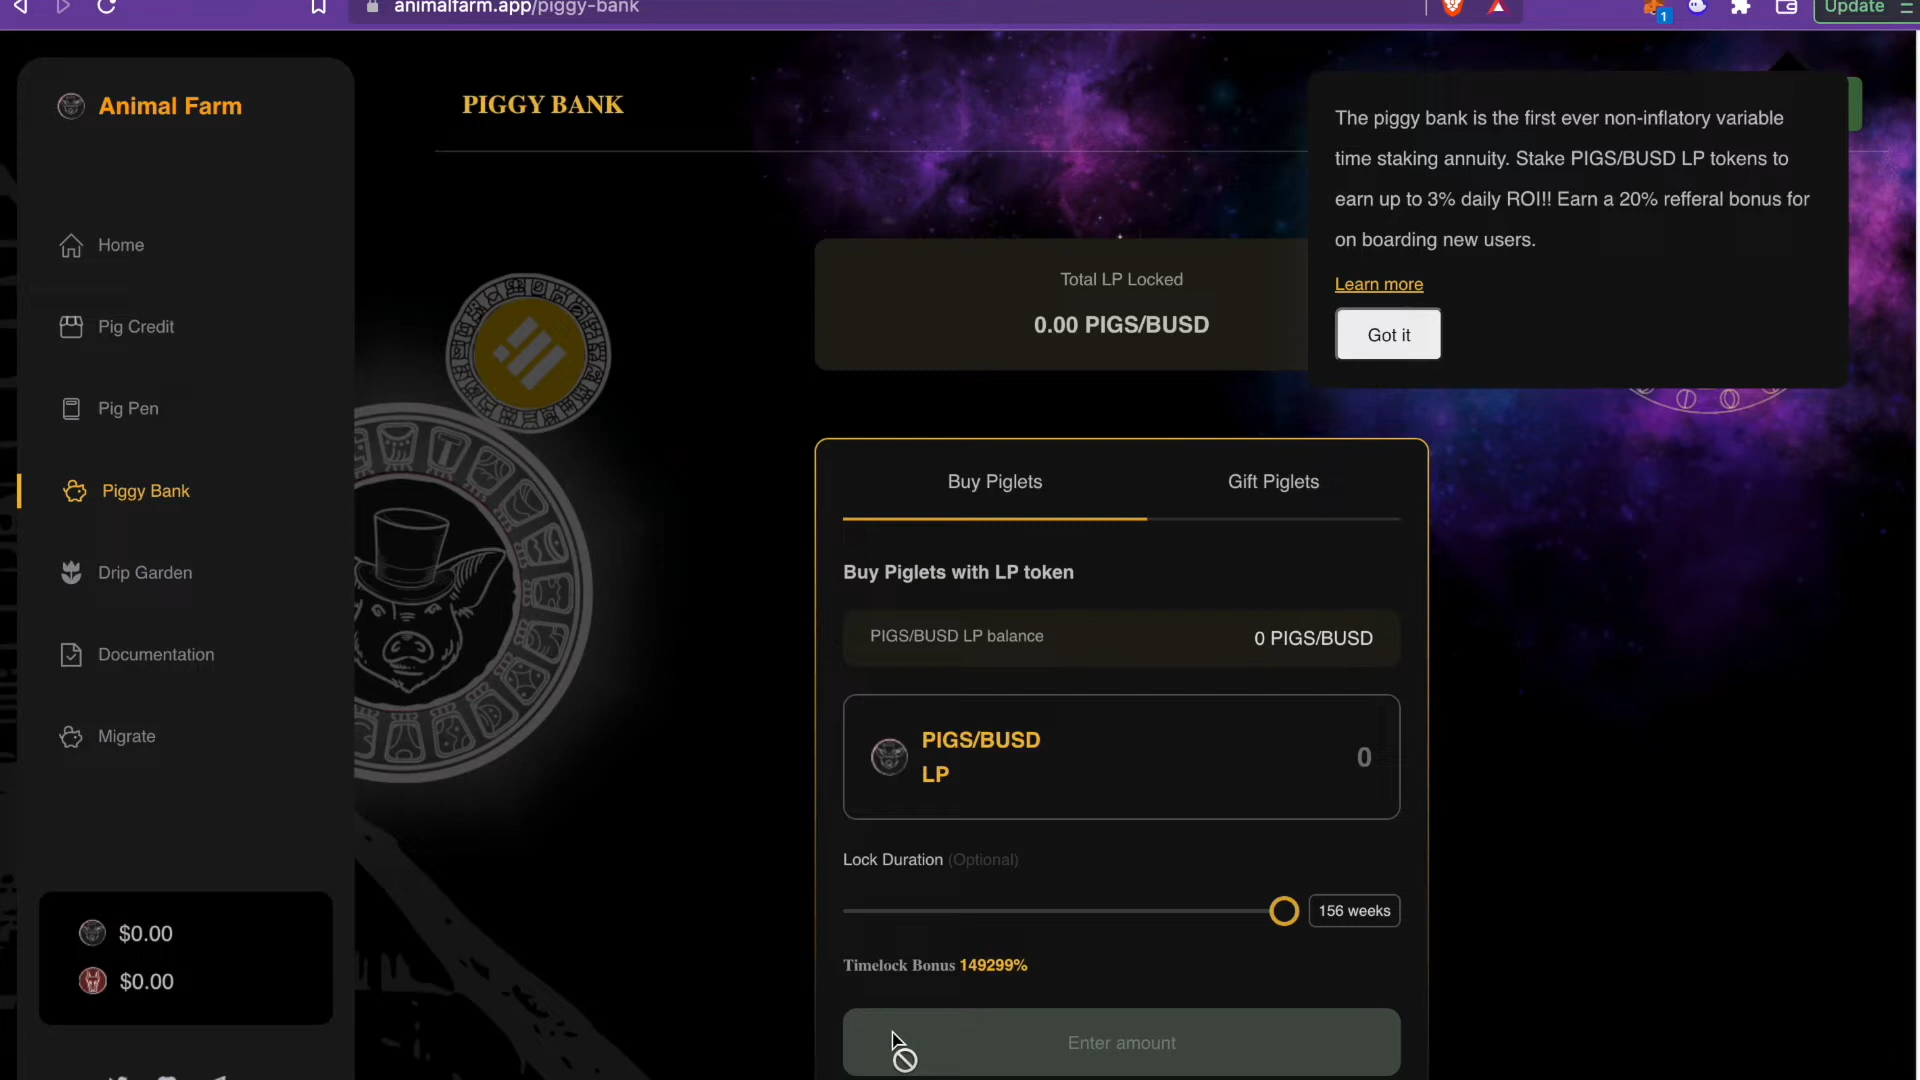 animalfarm.app/piggy-bank
1
Update
Animal Farm
Home
Pig Credit
Pig Pen
Piggy Bank
Drip Garden
Documentation
Migrate
$0.00
$0.00
PIGGY BANK
The piggy bank is the first ever non-inflatory variable
time staking annuity. Stake PIGS/BUSD LP tokens to
earn up to 3% daily ROI!! Earn a 20% refferal bonus for
on boarding new users.
Learn more
Got it
Total LP Locked
0.00 PIGS/BUSD
Buy Piglets
Gift Piglets
Buy Piglets with LP token
PIGS/BUSD LP balance
0 PIGS/BUSD
PIGS/BUSD
LP
0
Lock Duration (Optional)
156 weeks
Timelock Bonus 149299%
Enter amount